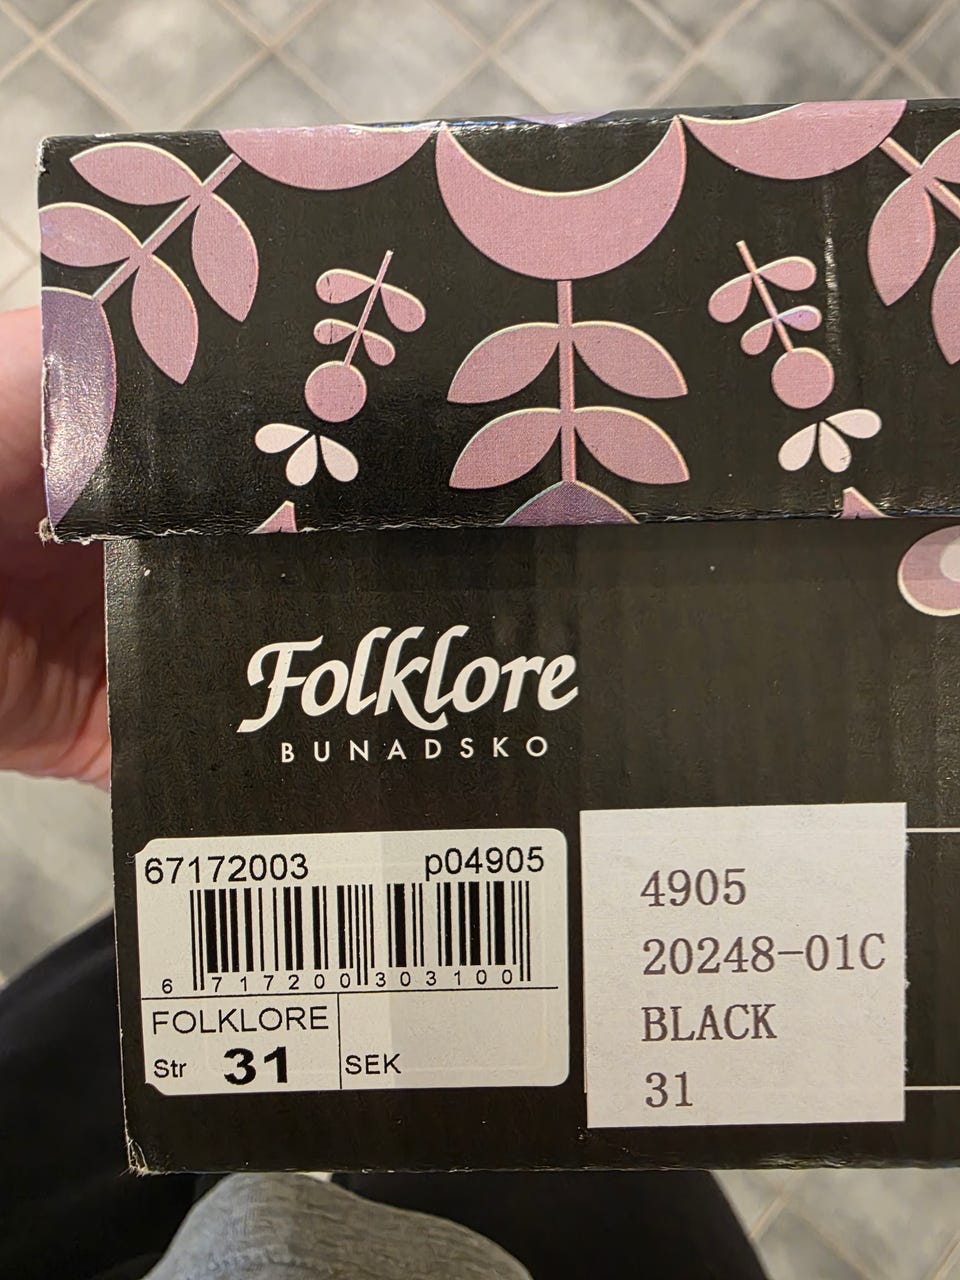 Folklore
BUNADSKO
67172003 p04905
6 717200 303100
FOLKLORE
Str 31 SEK
4905
20248-01C
BLACK
31